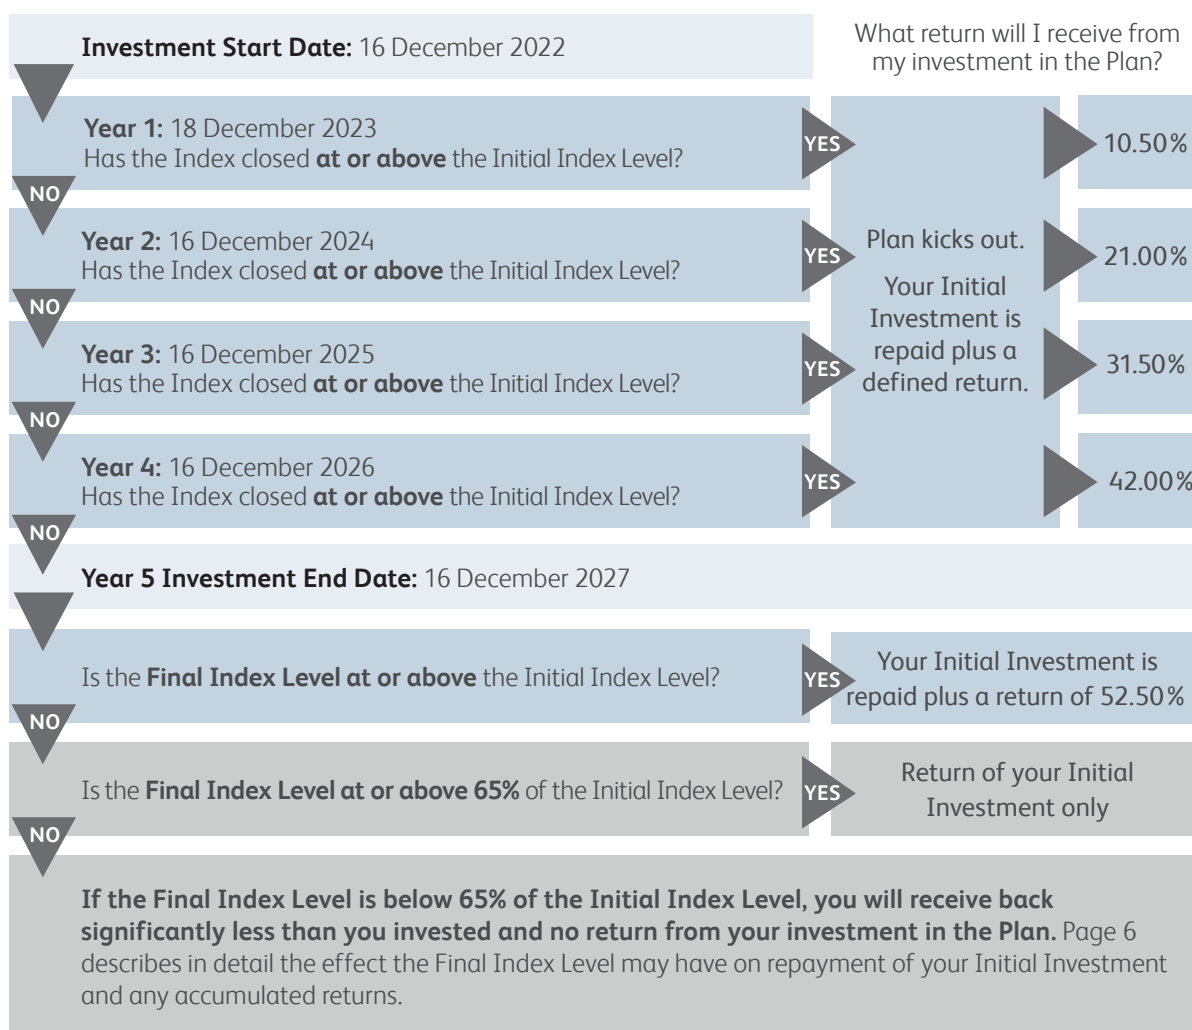 Investment Start Date: 16 December 2022
What return will I receive from
my investment in the Plan?
Year 1: 18 December 2023
Has the Index closed at or above the Initial Index Level?
YES
10.50%
NO
Year 2: 16 December 2024
Has the Index closed at or above the Initial Index Level?
YES
Plan kicks out.
Your Initial
Investment is
repaid plus a
defined return.
21.00%
NO
Year 3: 16 December 2025
Has the Index closed at or above the Initial Index Level?
YES
31.50%
NO
Year 4: 16 December 2026
Has the Index closed at or above the Initial Index Level?
YES
42.00%
NO
Year 5 Investment End Date: 16 December 2027
Is the Final Index Level at or above the Initial Index Level?
YES
Your Initial Investment is
repaid plus a return of 52.50%
NO
Is the Final Index Level at or above 65% of the Initial Index Level?
YES
Return of your Initial
Investment only
NO
If the Final Index Level is below 65% of the Initial Index Level, you will receive back
significantly less than you invested and no return from your investment in the Plan. Page 6
describes in detail the effect the Final Index Level may have on repayment of your Initial Investment
and any accumulated returns.